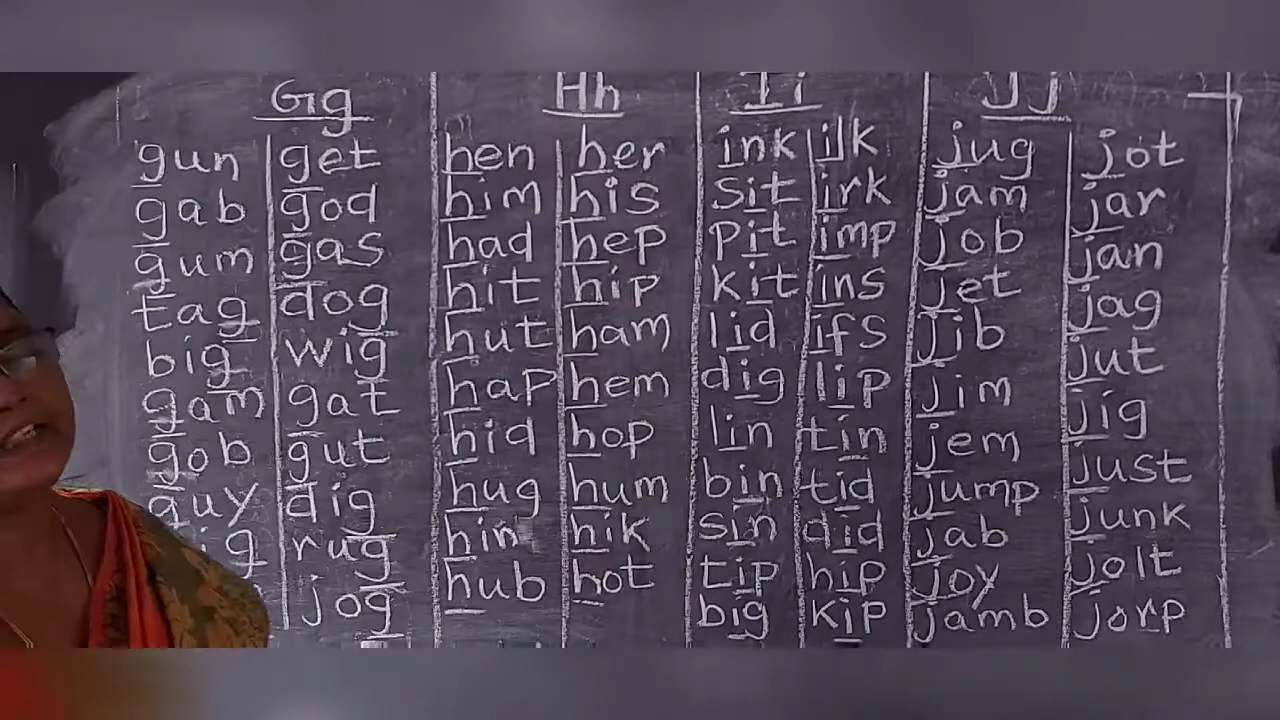 Gg Hh Ii Jj
gun get hen her ink ilk jug jot
gab god him his sit irk jam jar
gum gas had hep pit imp job jan
tag dog hit hip kit ins jet jag
big wig hut ham lid ifs jib jut
gam gat hap hem dig lip jim jig
gob gut hid hop lin tin jem just
guy dig hug hum bin tid jump junk
rug hin hik sin did jab jolt
jog hub hot tip hip joy jorp
big kip jamb